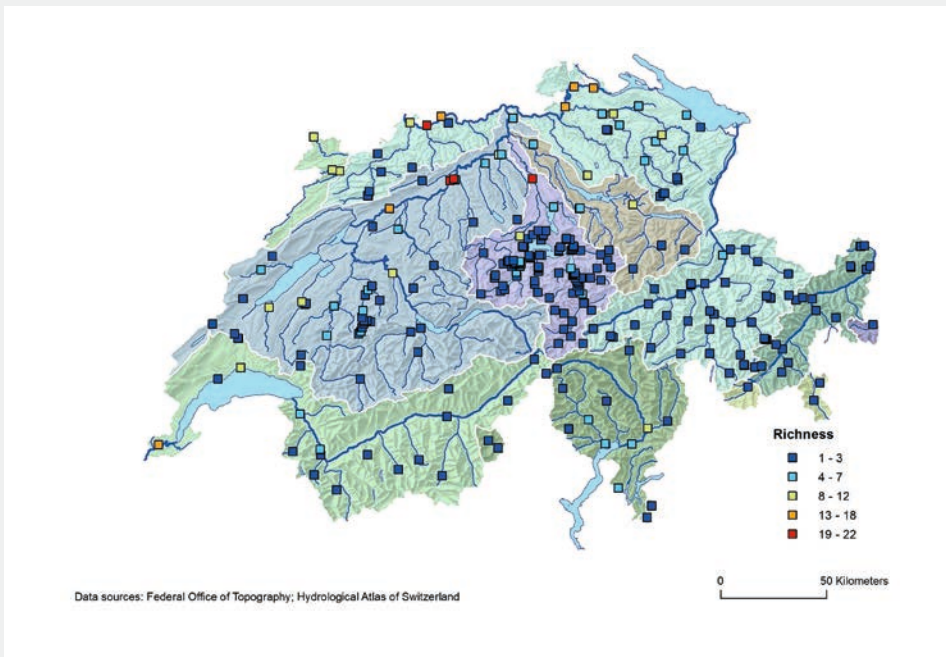 Richness
1 - 3
4 - 7
8 - 12
13 - 18
19 - 22
0 50 Kilometers
Data sources: Federal Office of Topography; Hydrological Atlas of Switzerland